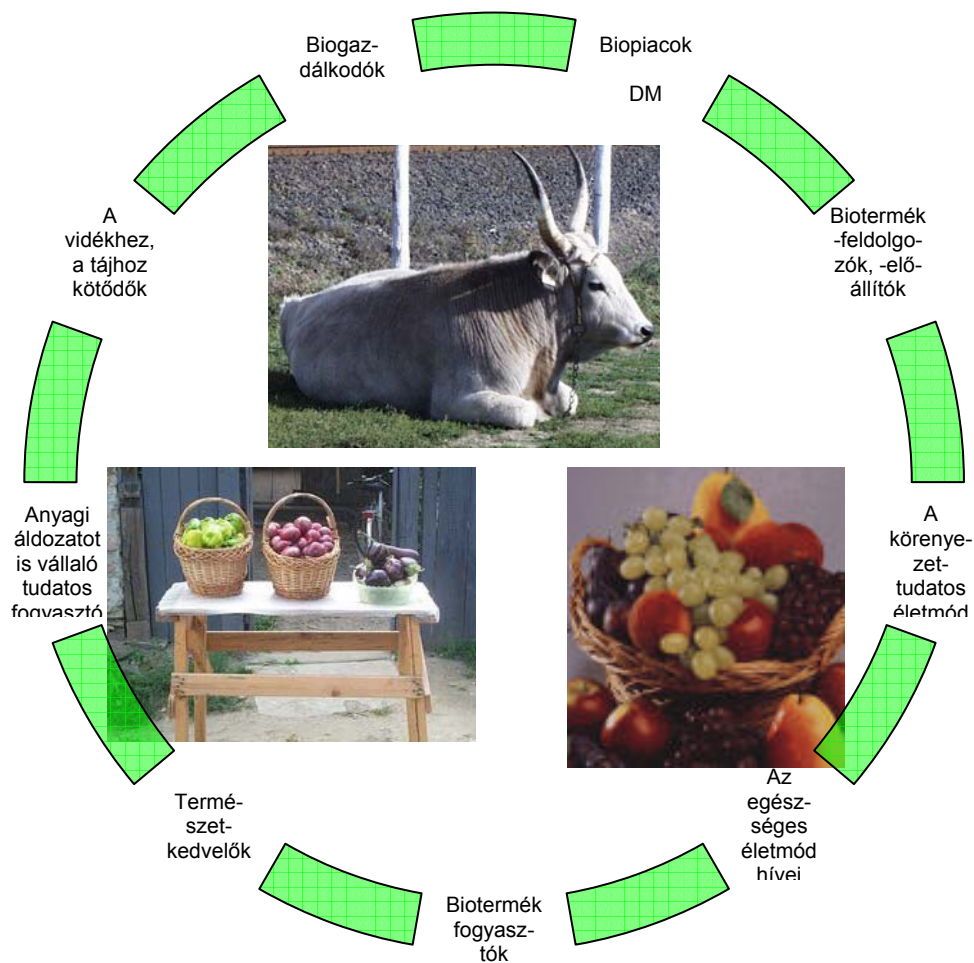 Biogaz-
dálkodók
Biopiacok
DM
Biotermék
-feldolgo-
zók, -elő-
állítók
A
körenye-
zet-
tudatos
életmód
Az
egész-
séges
életmód
hívei
Biotermék
fogyasz-
tók
Termé-
szet-
kedvelők
Anyagi
áldozatot
is vállaló
tudatos
fogyasztó
A
vidékhez,
a tájhoz
kötődők